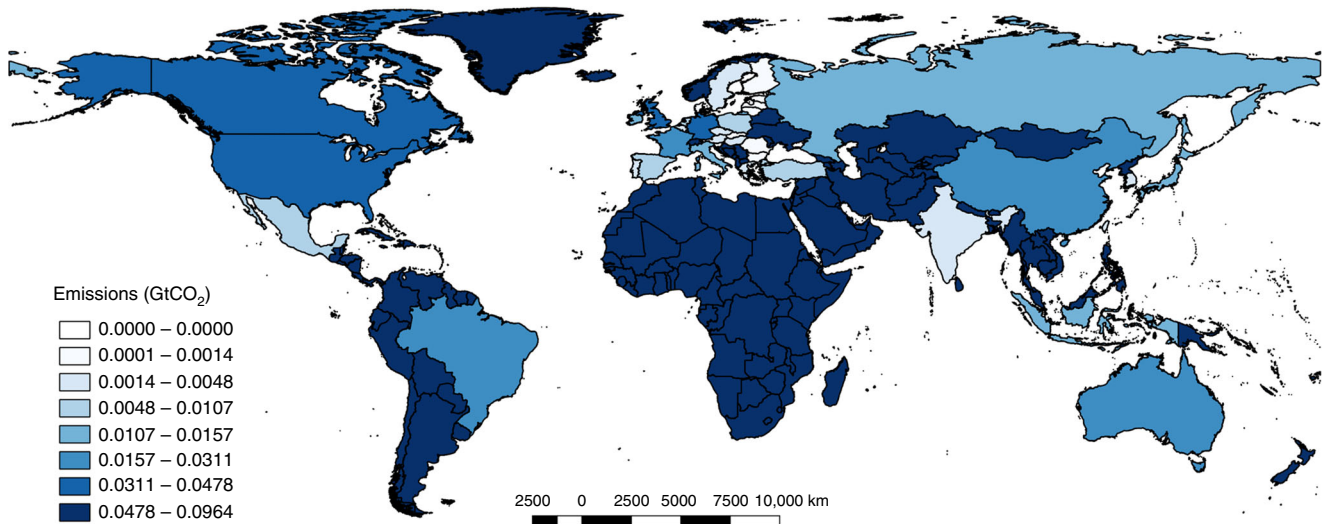 Emissions (GtCO₂)
0.0000 – 0.0000
0.0001 – 0.0014
0.0014 – 0.0048
0.0048 – 0.0107
0.0107 – 0.0157
0.0157 – 0.0311
0.0311 – 0.0478
0.0478 – 0.0964
2500 0 2500 5000 7500 10,000 km